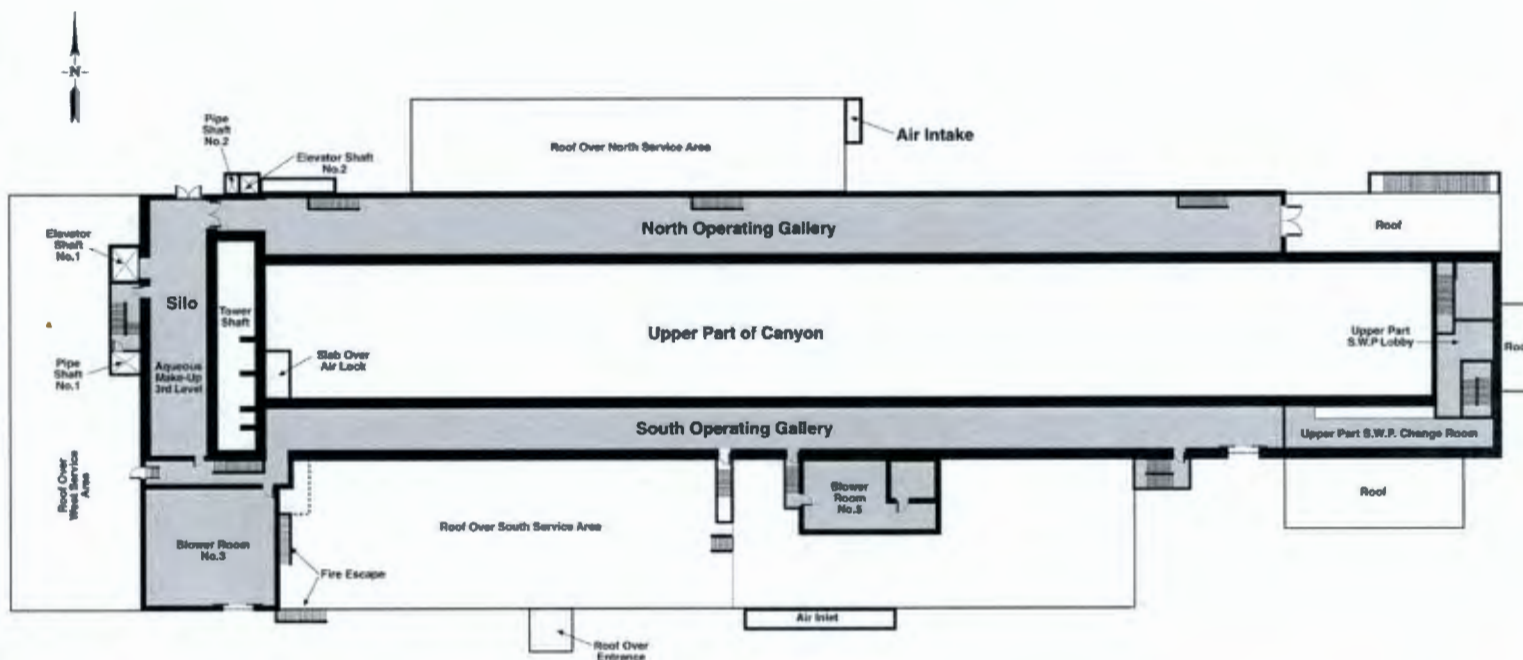 N
Pipe
Shaft
No.2
Elevator Shaft
No.2
Roof Over North Service Area
Air Intake
Elevator
Shaft
No.1
North Operating Gallery
Roof
Silo
Tower
Shaft
Upper Part of Canyon
Upper Part
S.W.P Lobby
Pipe
Shaft
No.1
Aqueous
Make-Up
3rd Level
Slab Over
Air Lock
South Operating Gallery
Upper Part S.W.P. Change Room
Roof Over
West Service
Area
Blower
Room
No.5
Roof
Roof Over South Service Area
Blower Room
No.3
Fire Escape
Air Inlet
Roof Over
Entrance